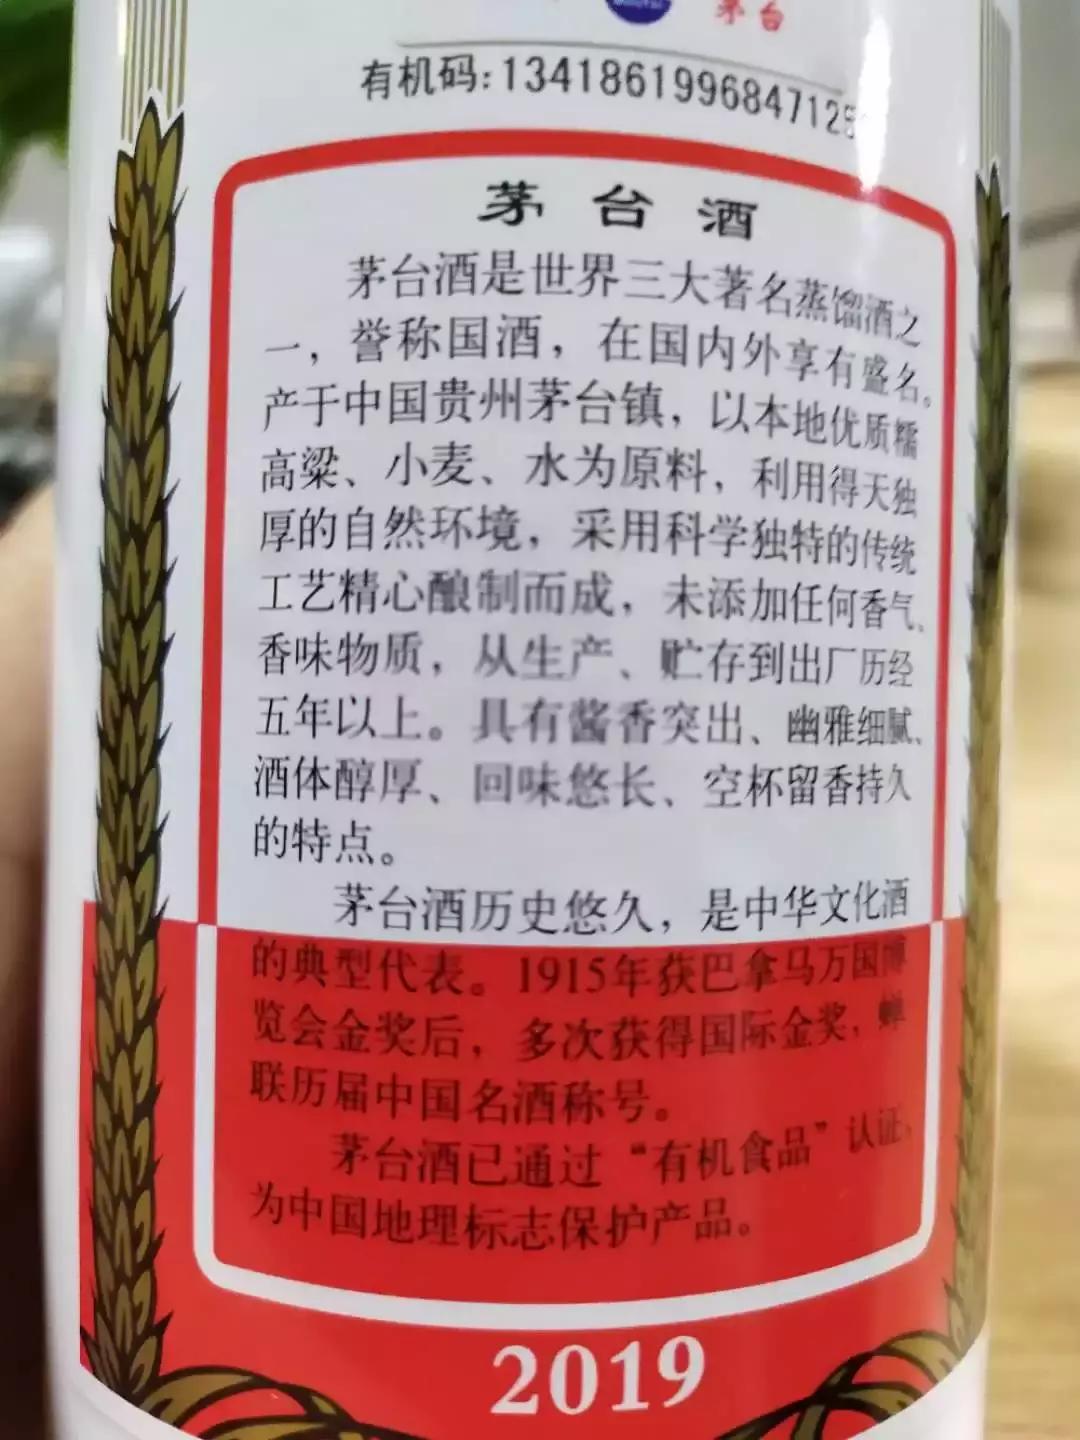 茅台
有机码:1341861996847125
茅台酒
茅台酒是世界三大著名蒸馏酒之
一，誉称国酒，在国内外享有盛名。
产于中国贵州茅台镇，以本地优质糯
高粱、小麦、水为原料，利用得天独
厚的自然环境，采用科学独特的传统
工艺精心酿制而成，未添加任何香气、
香味物质，从生产、贮存到出厂历经
五年以上。具有酱香突出、幽雅细腻、
酒体醇厚、回味悠长、空杯留香持久
的特点。
茅台酒历史悠久，是中华文化酒
的典型代表。1915年获巴拿马万国博
览会金奖后，多次获得国际金奖，蝉
联历届中国名酒称号。
茅台酒已通过“有机食品”认证，
为中国地理标志保护产品。
2019